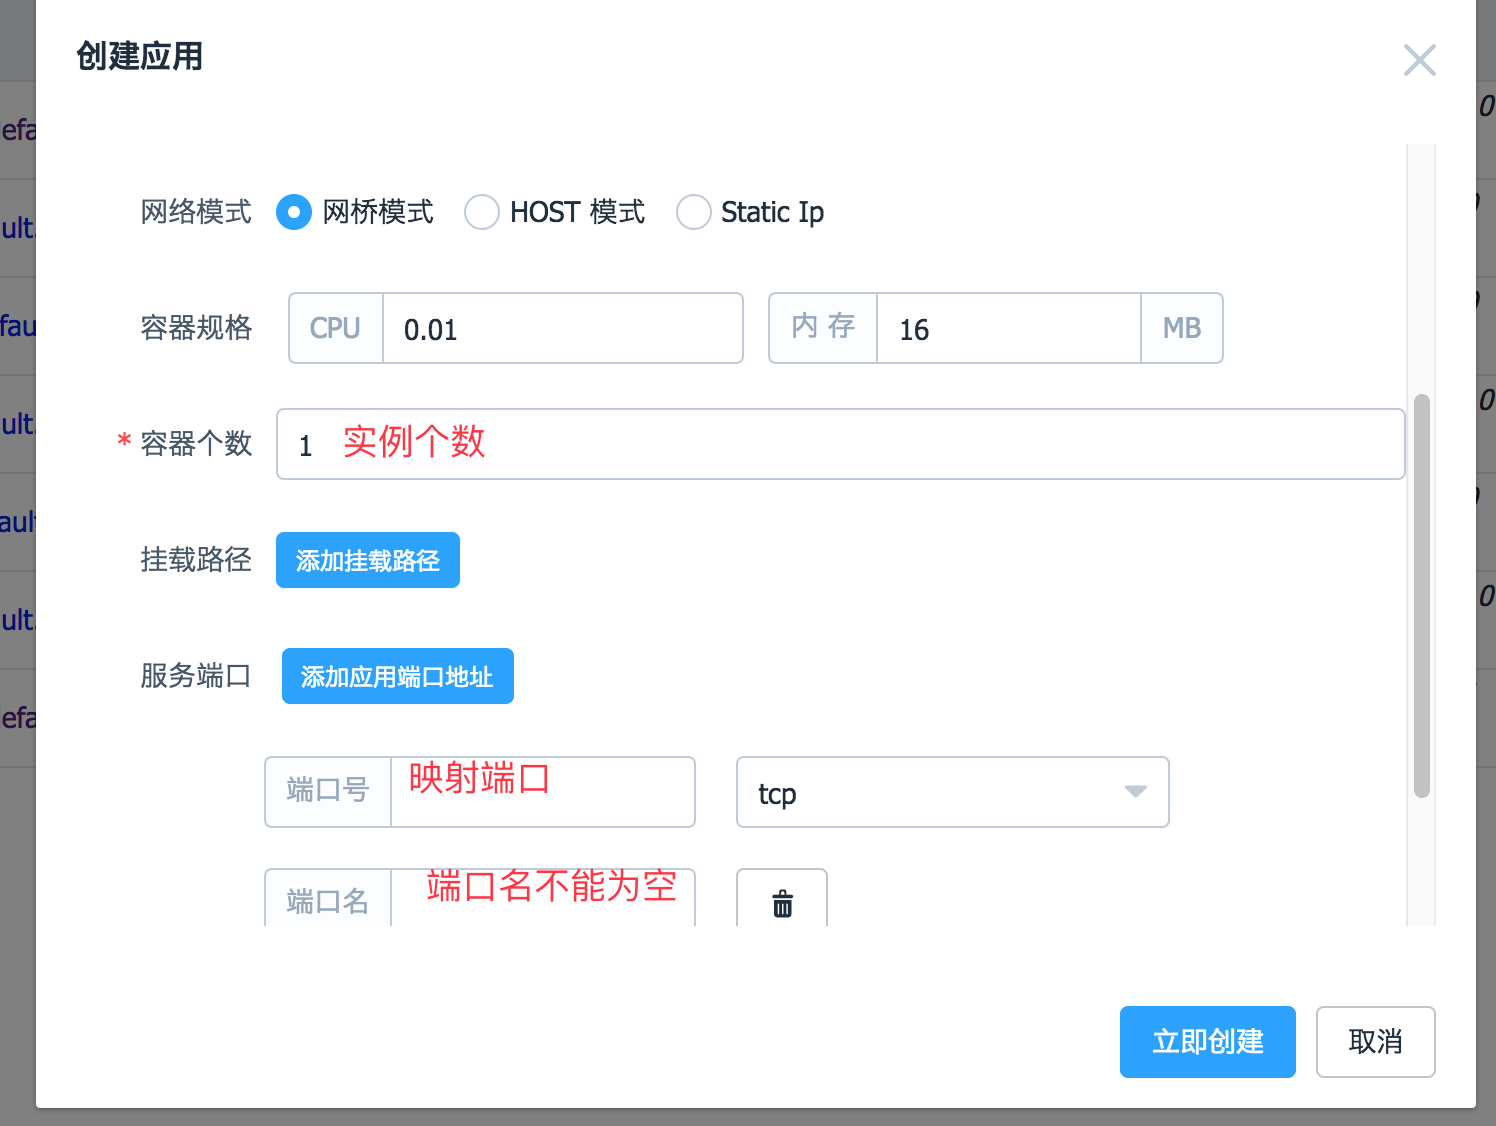 创建应用
网络模式 网桥模式 HOST 模式 Static Ip
容器规格 CPU 0.01 内 存 16 MB
* 容器个数 1 实例个数
挂载路径 添加挂载路径
服务端口 添加应用端口地址
端口号 映射端口 tcp
端口名 端口名不能为空
立即创建 取消
efa
ult.
fau
ult.
ault
ult.
efa
0
0
0